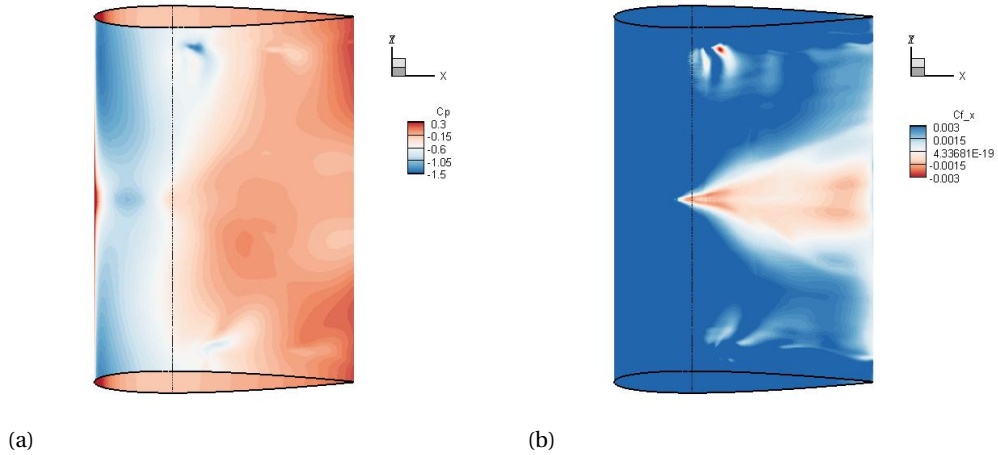 Z
X
Cp
0.3
-0.15
-0.6
-1.05
-1.5
(a)
Z
X
Cf_x
0.003
0.0015
4.33681E-19
-0.0015
-0.003
(b)